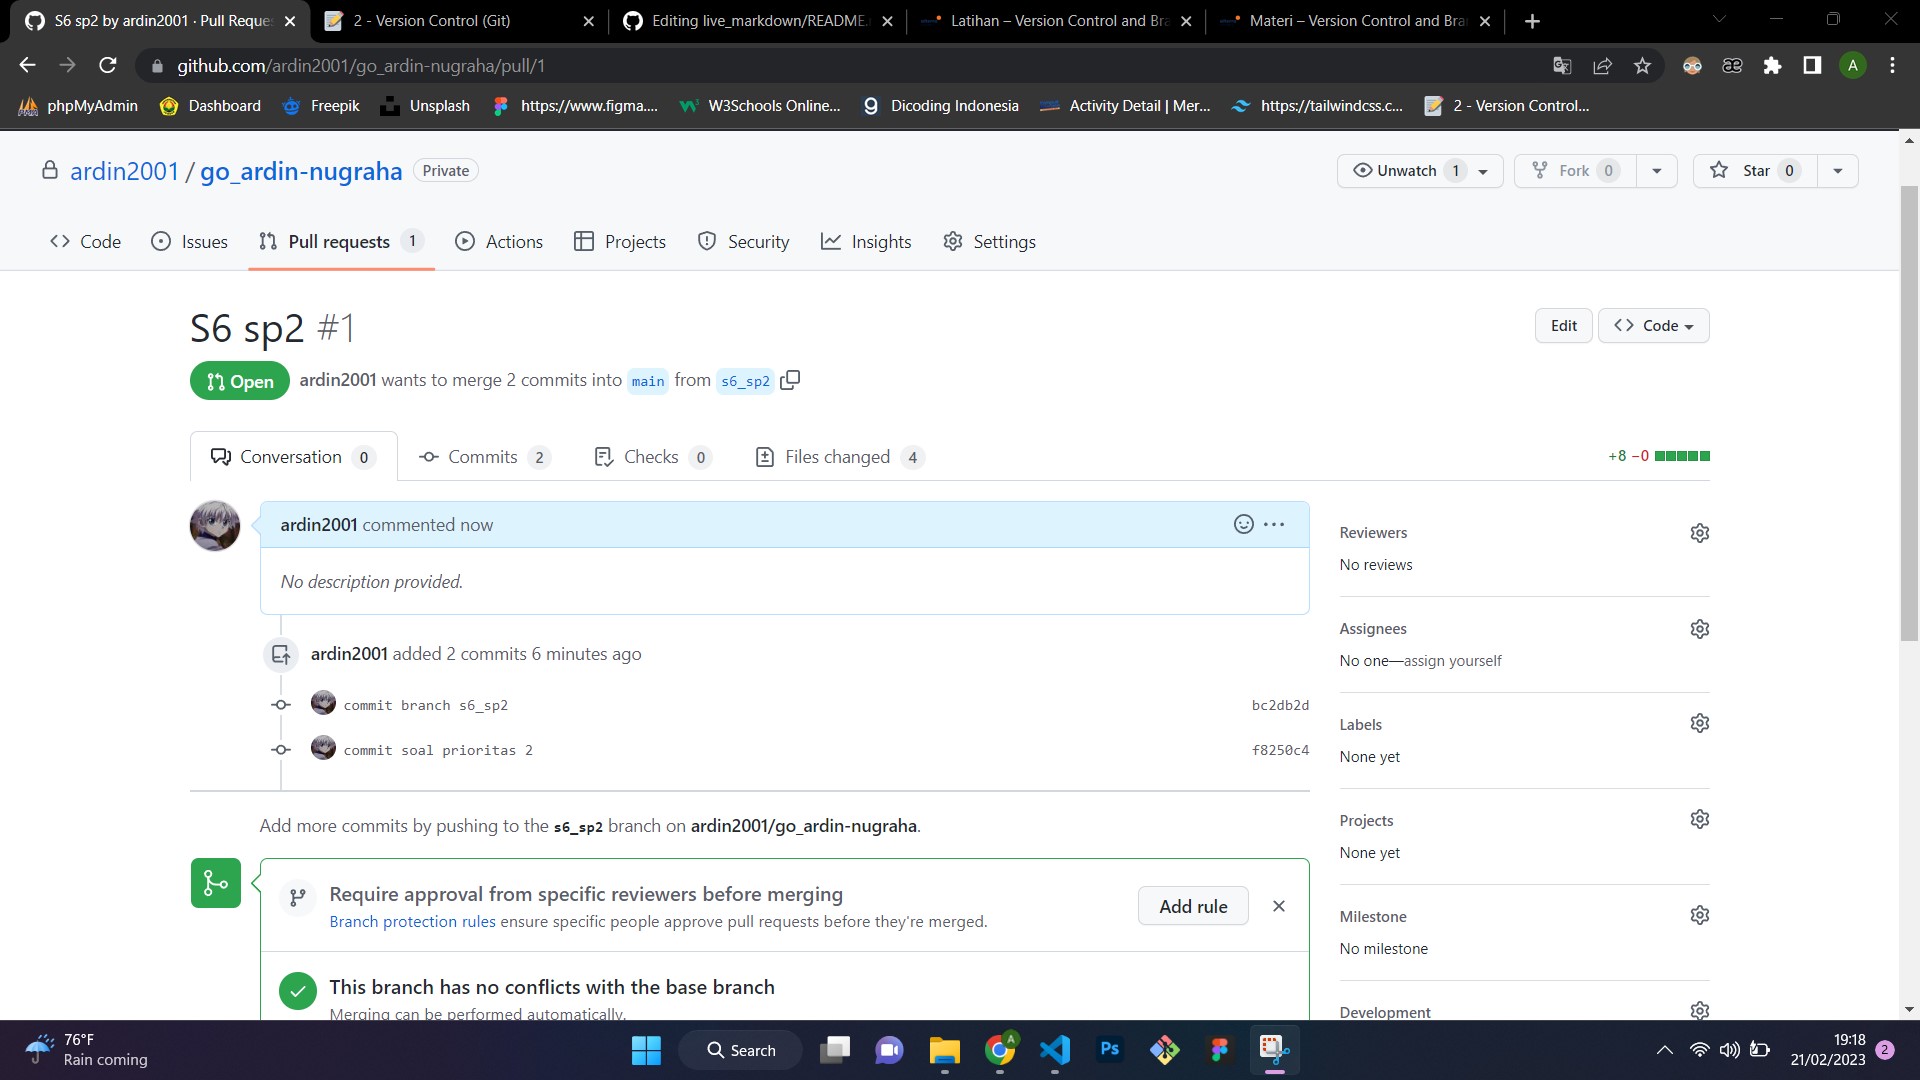 S6 sp2 by ardin2001 · Pull Reque
2 - Version Control (Git)
Editing live_markdown/README.
Latihan – Version Control and Bra
Materi – Version Control and Bra
github.com/ardin2001/go_ardin-nugraha/pull/1
A
phpMyAdmin
Dashboard
Freepik
Unsplash
https://www.figma....
W3Schools Online...
Dicoding Indonesia
Activity Detail | Mer...
https://tailwindcss.c...
2 - Version Control...
ardin2001 / go_ardin-nugraha Private
Unwatch 1
Fork 0
Star 0
Code
Issues
Pull requests 1
Actions
Projects
Security
Insights
Settings
S6 sp2 #1
Edit
Code
Open
ardin2001 wants to merge 2 commits into main from s6_sp2
Conversation 0
Commits 2
Checks 0
Files changed 4
+8 −0
ardin2001 commented now
No description provided.
ardin2001 added 2 commits 6 minutes ago
commit branch s6_sp2 bc2db2d
commit soal prioritas 2 f8250c4
Add more commits by pushing to the s6_sp2 branch on ardin2001/go_ardin-nugraha.
Require approval from specific reviewers before merging
Branch protection rules ensure specific people approve pull requests before they're merged.
Add rule
This branch has no conflicts with the base branch
Merging can be performed automatically.
Reviewers
No reviews
Assignees
No one—assign yourself
Labels
None yet
Projects
None yet
Milestone
No milestone
Development
76°F
Rain coming
Search
A
Ps
19:18
21/02/2023
2